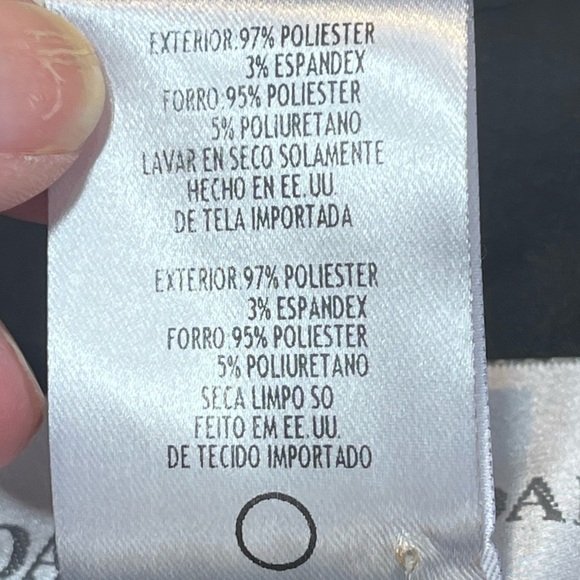 EXTERIOR:97% POLIESTER
3% ESPANDEX
FORRO:95% POLIESTER
5% POLIURETANO
LAVAR EN SECO SOLAMENTE
HECHO EN EE.UU.
DE TELA IMPORTADA
EXTERIOR:97% POLIESTER
3% ESPANDEX
FORRO:95% POLIESTER
5% POLIURETANO
SECA LIMPO SO
FEITO EM EE.UU.
DE TECIDO IMPORTADO